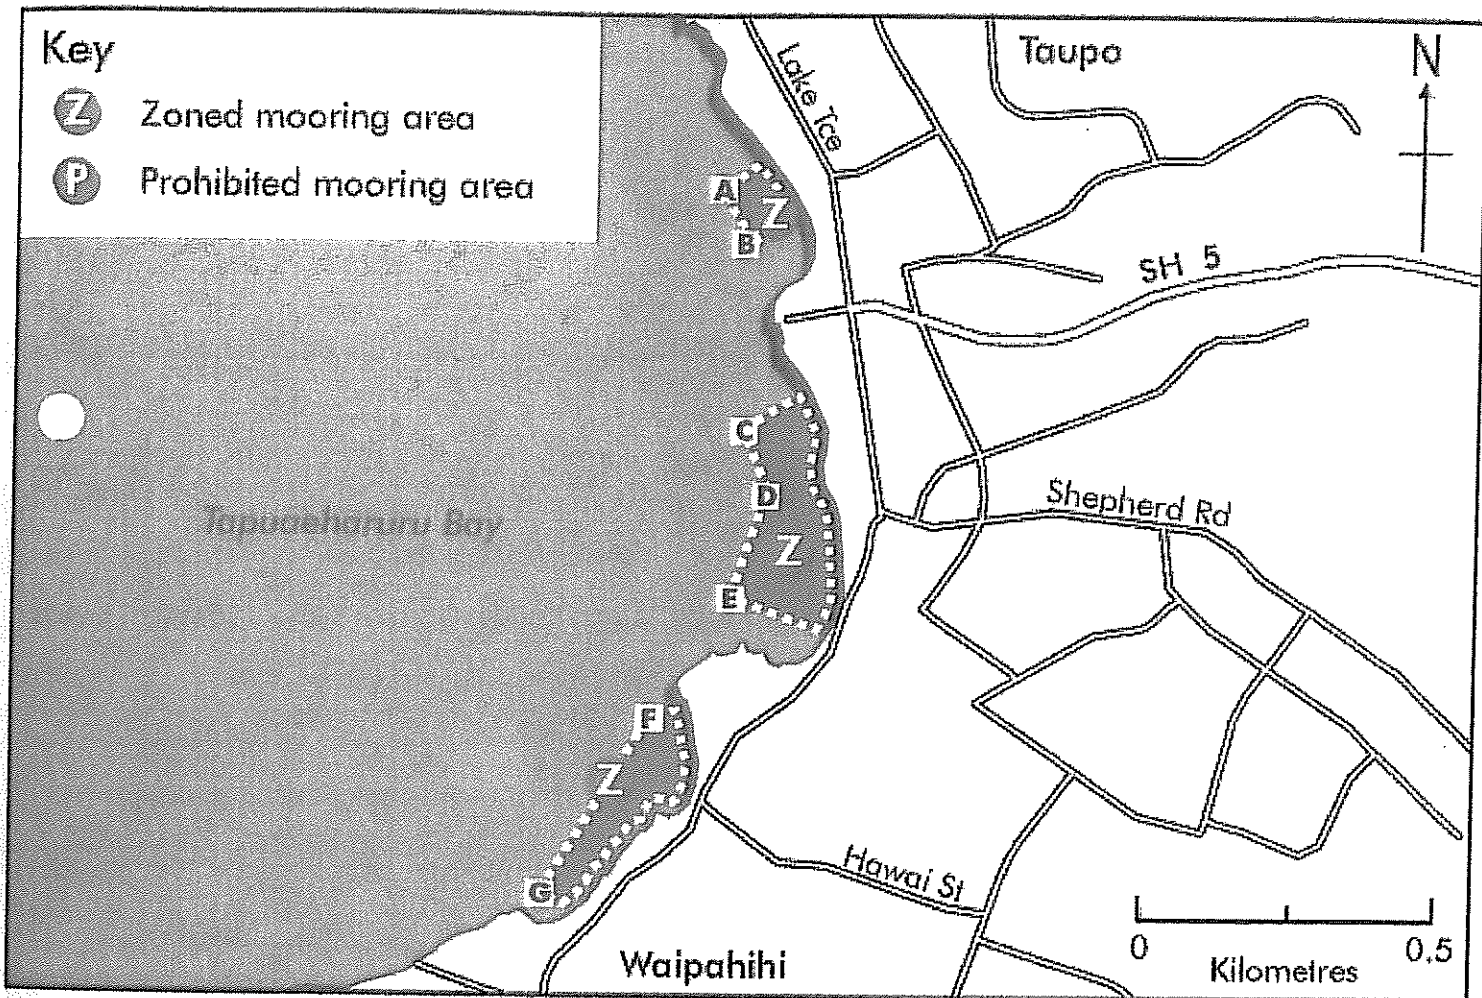 Key
Z Zoned mooring area
P Prohibited mooring area
Lake Tce
Taupo
N
A
Z
B
SH 5
C
D
Z
E
Bay
Shepherd Rd
F
Z
G
Hawai St
Waipahihi
0
0.5
Kilometres